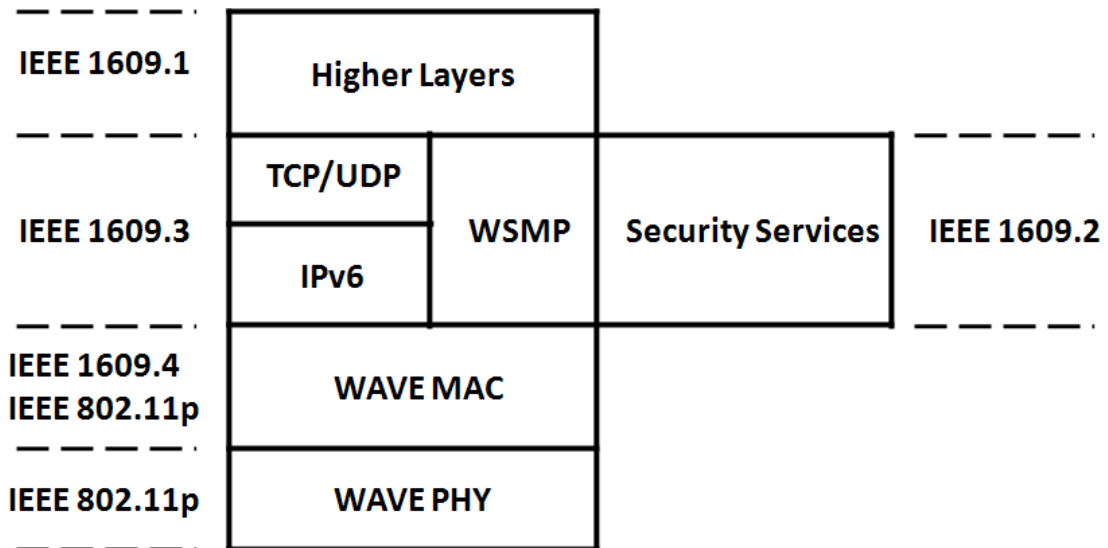 IEEE 1609.1
Higher Layers
IEEE 1609.3
TCP/UDP
IPv6
WSMP
Security Services
IEEE 1609.2
IEEE 1609.4
IEEE 802.11p
WAVE MAC
IEEE 802.11p
WAVE PHY